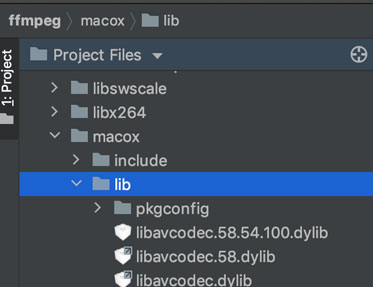 ffmpeg > macox > lib
1: Project
Project Files
libswscale
libx264
macox
include
lib
pkgconfig
libavcodec.58.54.100.dylib
libavcodec.58.dylib
libavcodec.dylib